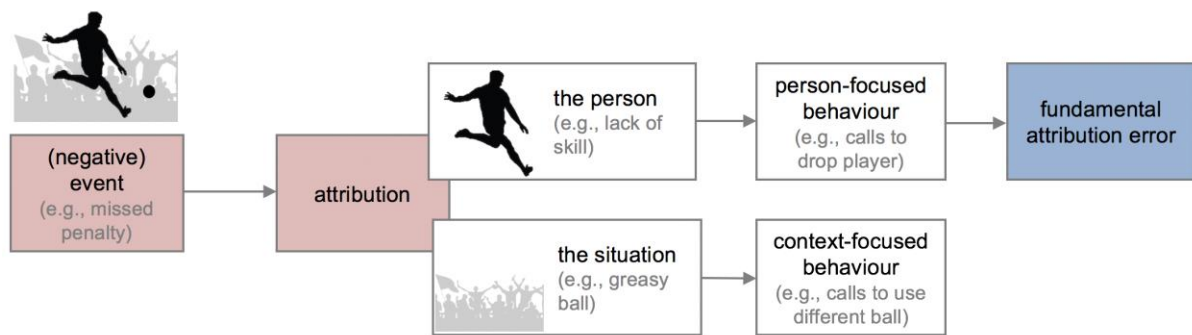 (negative)
event
(e.g., missed
penalty)
attribution
the person
(e.g., lack of
skill)
person-focused
behaviour
(e.g., calls to
drop player)
fundamental
attribution error
the situation
(e.g., greasy
ball)
context-focused
behaviour
(e.g., calls to use
different ball)